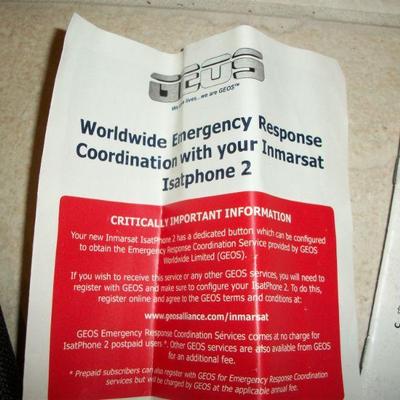 GEOS
lives...we are GEOS™
Worldwide Emergency Response
Coordination with your Inmarsat
Isatphone 2
CRITICALLY IMPORTANT INFORMATION
Your new Inmarsat IsatPhone 2 has a dedicated button which can be configured
to obtain the Emergency Response Coordination Service provided by GEOS
Worldwide Limited (GEOS).
If you wish to receive this service or any other GEOS services, you will need to
register with GEOS and make sure to configure your IsatPhone 2. To do this,
register online and agree to the GEOS terms and conditions at:
www.geosalliance.com/inmarsat
GEOS Emergency Response Coordination Services comes at no charge for
IsatPhone 2 postpaid users *. Other GEOS services are also available from GEOS
for an additional fee.
* Prepaid subscribers can also register with GEOS for Emergency Response Coordination
services but will be charged by GEOS at the applicable annual fee.